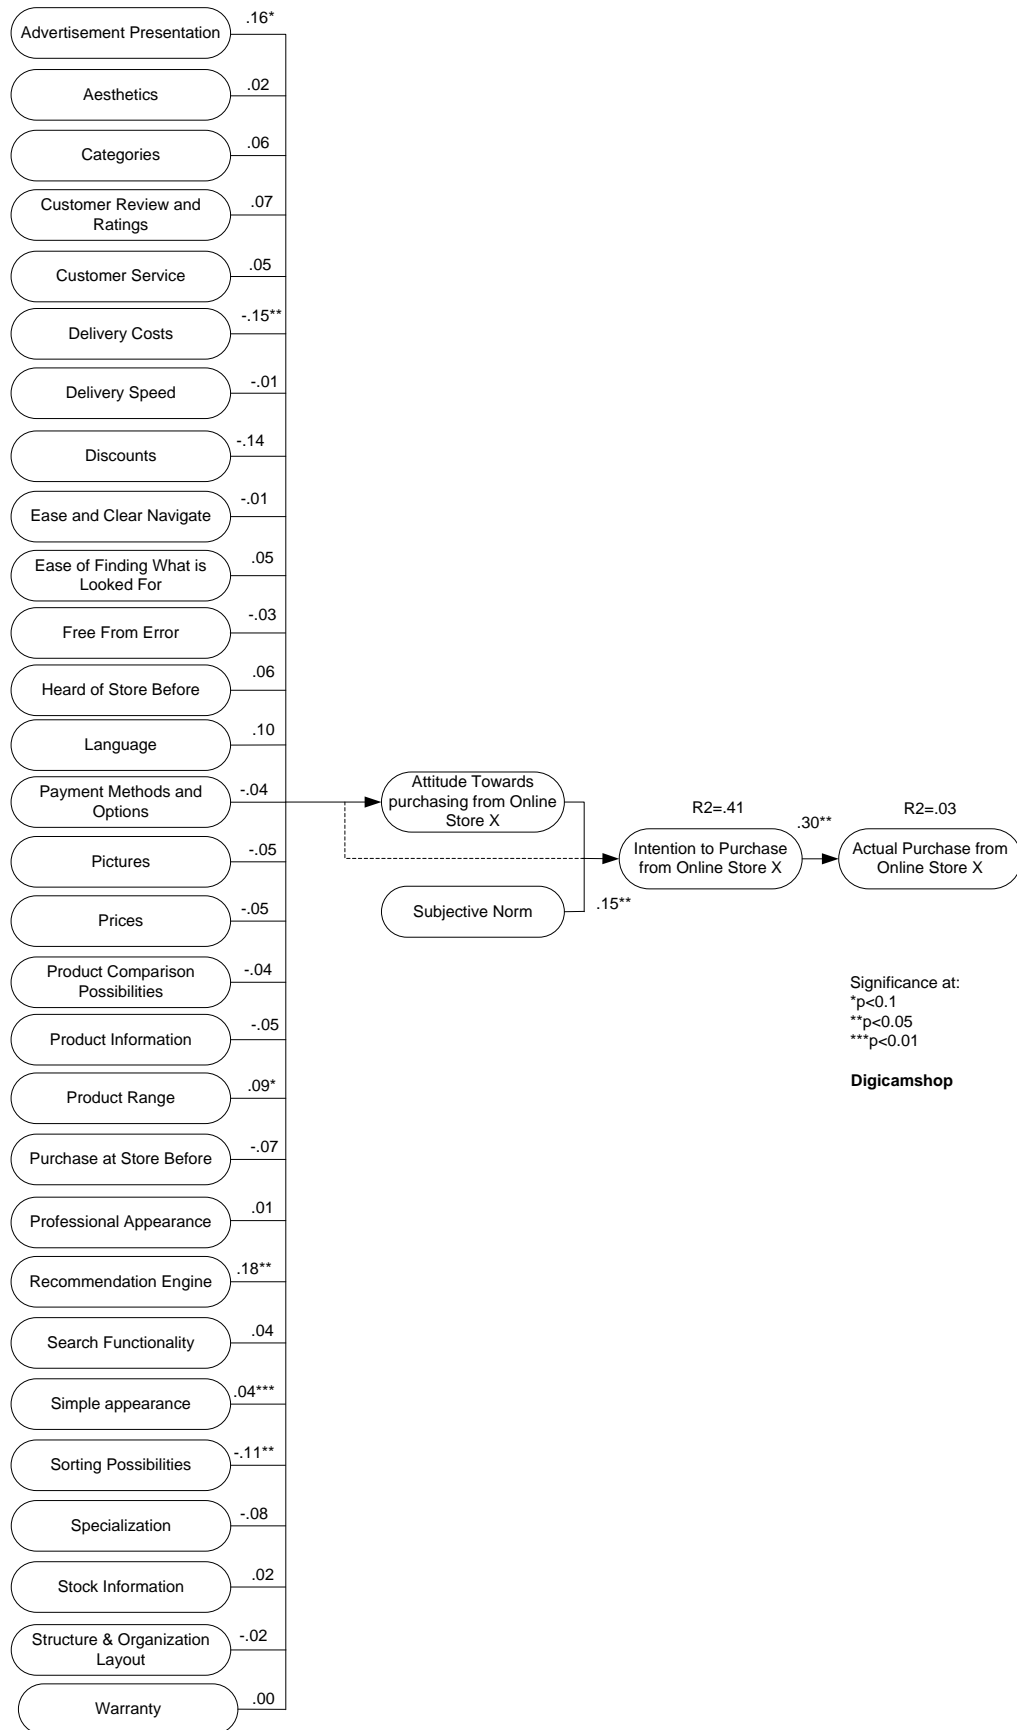 .16*
Advertisement Presentation
.02
Aesthetics
.06
Categories
.07
Customer Review and
Ratings
.05
Customer Service
-.15**
Delivery Costs
-.01
Delivery Speed
-.14
Discounts
-.01
Ease and Clear Navigate
.05
Ease of Finding What is
Looked For
-.03
Free From Error
.06
Heard of Store Before
.10
Language
-.04
Payment Methods and
Options
-.05
Pictures
-.05
Prices
-.04
Product Comparison
Possibilities
-.05
Product Information
.09*
Product Range
-.07
Purchase at Store Before
.01
Professional Appearance
.18**
Recommendation Engine
.04
Search Functionality
.04***
Simple appearance
-.11**
Sorting Possibilities
-.08
Specialization
.02
Stock Information
-.02
Structure & Organization
Layout
.00
Warranty
Attitude Towards
purchasing from Online
Store X
Subjective Norm
.15**
R2=.41
Intention to Purchase
from Online Store X
.30**
R2=.03
Actual Purchase from
Online Store X
Significance at:
*p<0.1
**p<0.05
***p<0.01
Digicamshop